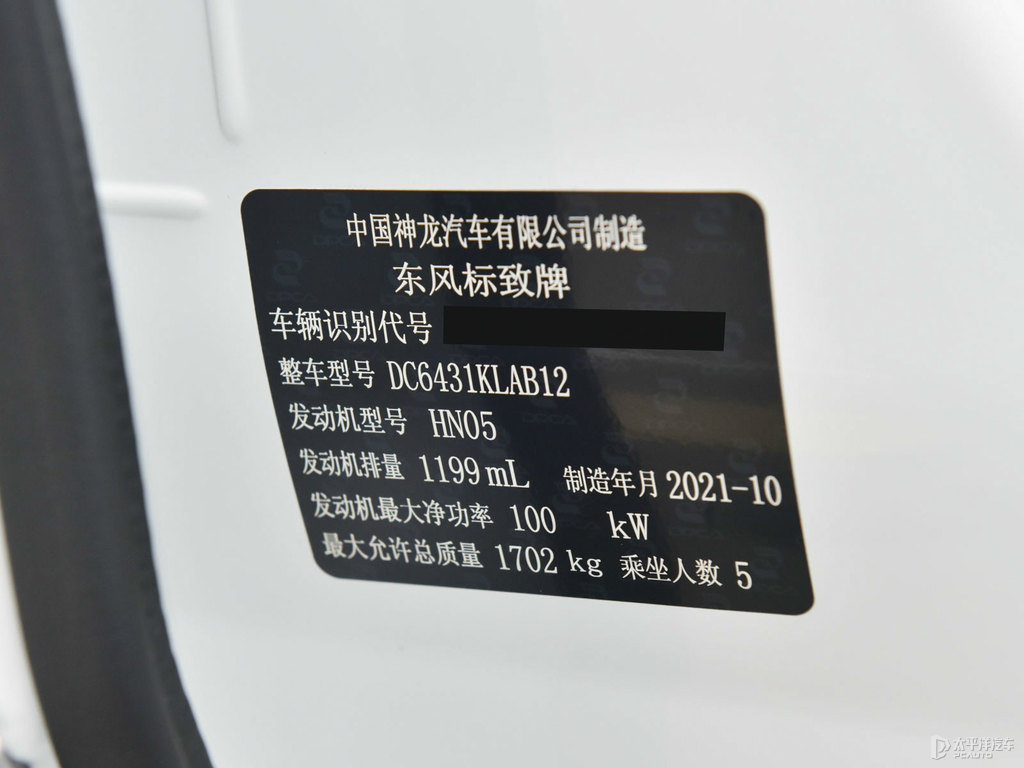 中国神龙汽车有限公司制造
东风标致牌
车辆识别代号
整车型号 DC6431KLAB12
发动机型号 HN05
发动机排量 1199 mL 制造年月 2021-10
发动机最大净功率 100 kW
最大允许总质量 1702 kg 乘坐人数 5
太平洋汽车
PCAUTO